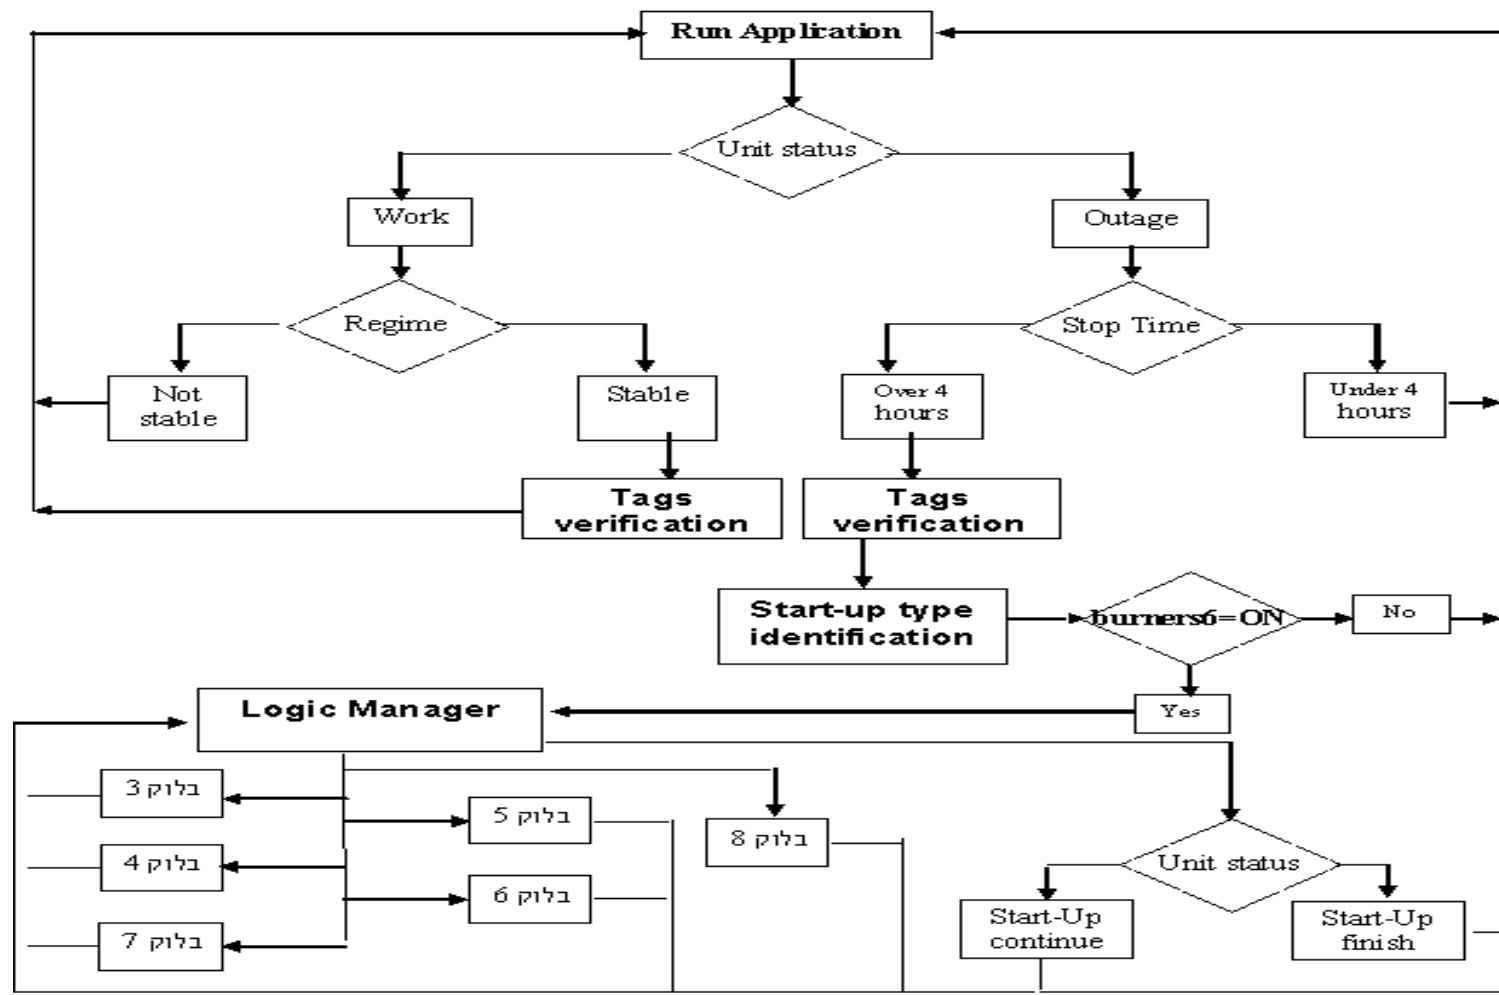 Run Application
Unit status
Work
Outage
Regime
Stop Time
Not
stable
Stable
Over 4
hours
Under 4
hours
Tags
verification
Tags
verification
Start-up type
identification
burners6=ON
No
Yes
Logic Manager
בלוק 3
בלוק 5
בלוק 8
בלוק 4
Unit status
בלוק 6
Start-Up
continue
Start-Up
finish
בלוק 7